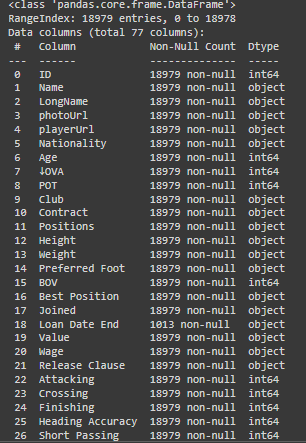 <class 'pandas.core.frame.DataFrame'>
RangeIndex: 18979 entries, 0 to 18978
Data columns (total 77 columns):
 #   Column            Non-Null Count  Dtype
---  ------            --------------  -----
 0   ID                18979 non-null  int64
 1   Name              18979 non-null  object
 2   LongName          18979 non-null  object
 3   photoUrl          18979 non-null  object
 4   playerUrl         18979 non-null  object
 5   Nationality       18979 non-null  object
 6   Age               18979 non-null  int64
 7   ↓OVA              18979 non-null  int64
 8   POT               18979 non-null  int64
 9   Club              18979 non-null  object
 10  Contract          18979 non-null  object
 11  Positions         18979 non-null  object
 12  Height            18979 non-null  object
 13  Weight            18979 non-null  object
 14  Preferred Foot    18979 non-null  object
 15  BOV               18979 non-null  int64
 16  Best Position     18979 non-null  object
 17  Joined            18979 non-null  object
 18  Loan Date End     1013 non-null   object
 19  Value             18979 non-null  object
 20  Wage              18979 non-null  object
 21  Release Clause    18979 non-null  object
 22  Attacking         18979 non-null  int64
 23  Crossing          18979 non-null  int64
 24  Finishing         18979 non-null  int64
 25  Heading Accuracy  18979 non-null  int64
 26  Short Passing     18979 non-null  int64